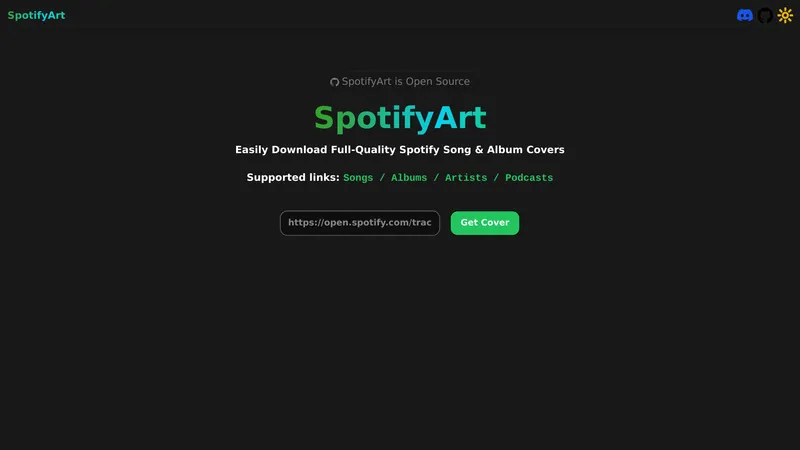 SpotifyArt
SpotifyArt is Open Source
SpotifyArt
Easily Download Full-Quality Spotify Song & Album Covers
Supported links: Songs / Albums / Artists / Podcasts
https://open.spotify.com/trac
Get Cover